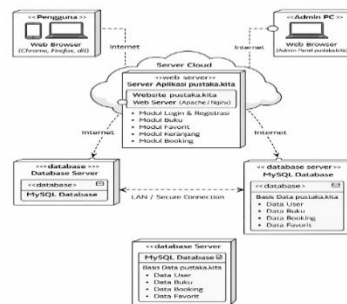 <<Pengguna>>
Web Browser
(Chrome, Firefox, dll)
<<Admin PC>>
Web Browser
(Admin Panel pustaka.kita)
Internet
Internet
Server Cloud
<<web server>>
Server Aplikasi pustaka.kita
Website pustaka.kita
Web Server (Apache / Nginx)
• Modul Login & Registrasi
• Modul Buku
• Modul Favorit
• Modul Keranjang
• Modul Booking
Internet
Internet
<<database>>
Database Server
<<database>>
MySQL Database
LAN / Secure Connection
<<database server>>
MySQL Database
<<database>>
Basis Data pustaka.kita
• Data User
• Data Buku
• Data Booking
• Data Favorit
<<database Server
MySQL Database
Basis Data pustaka.kita
• Data User
• Data Buku
• Data Booking
• Data Favorit